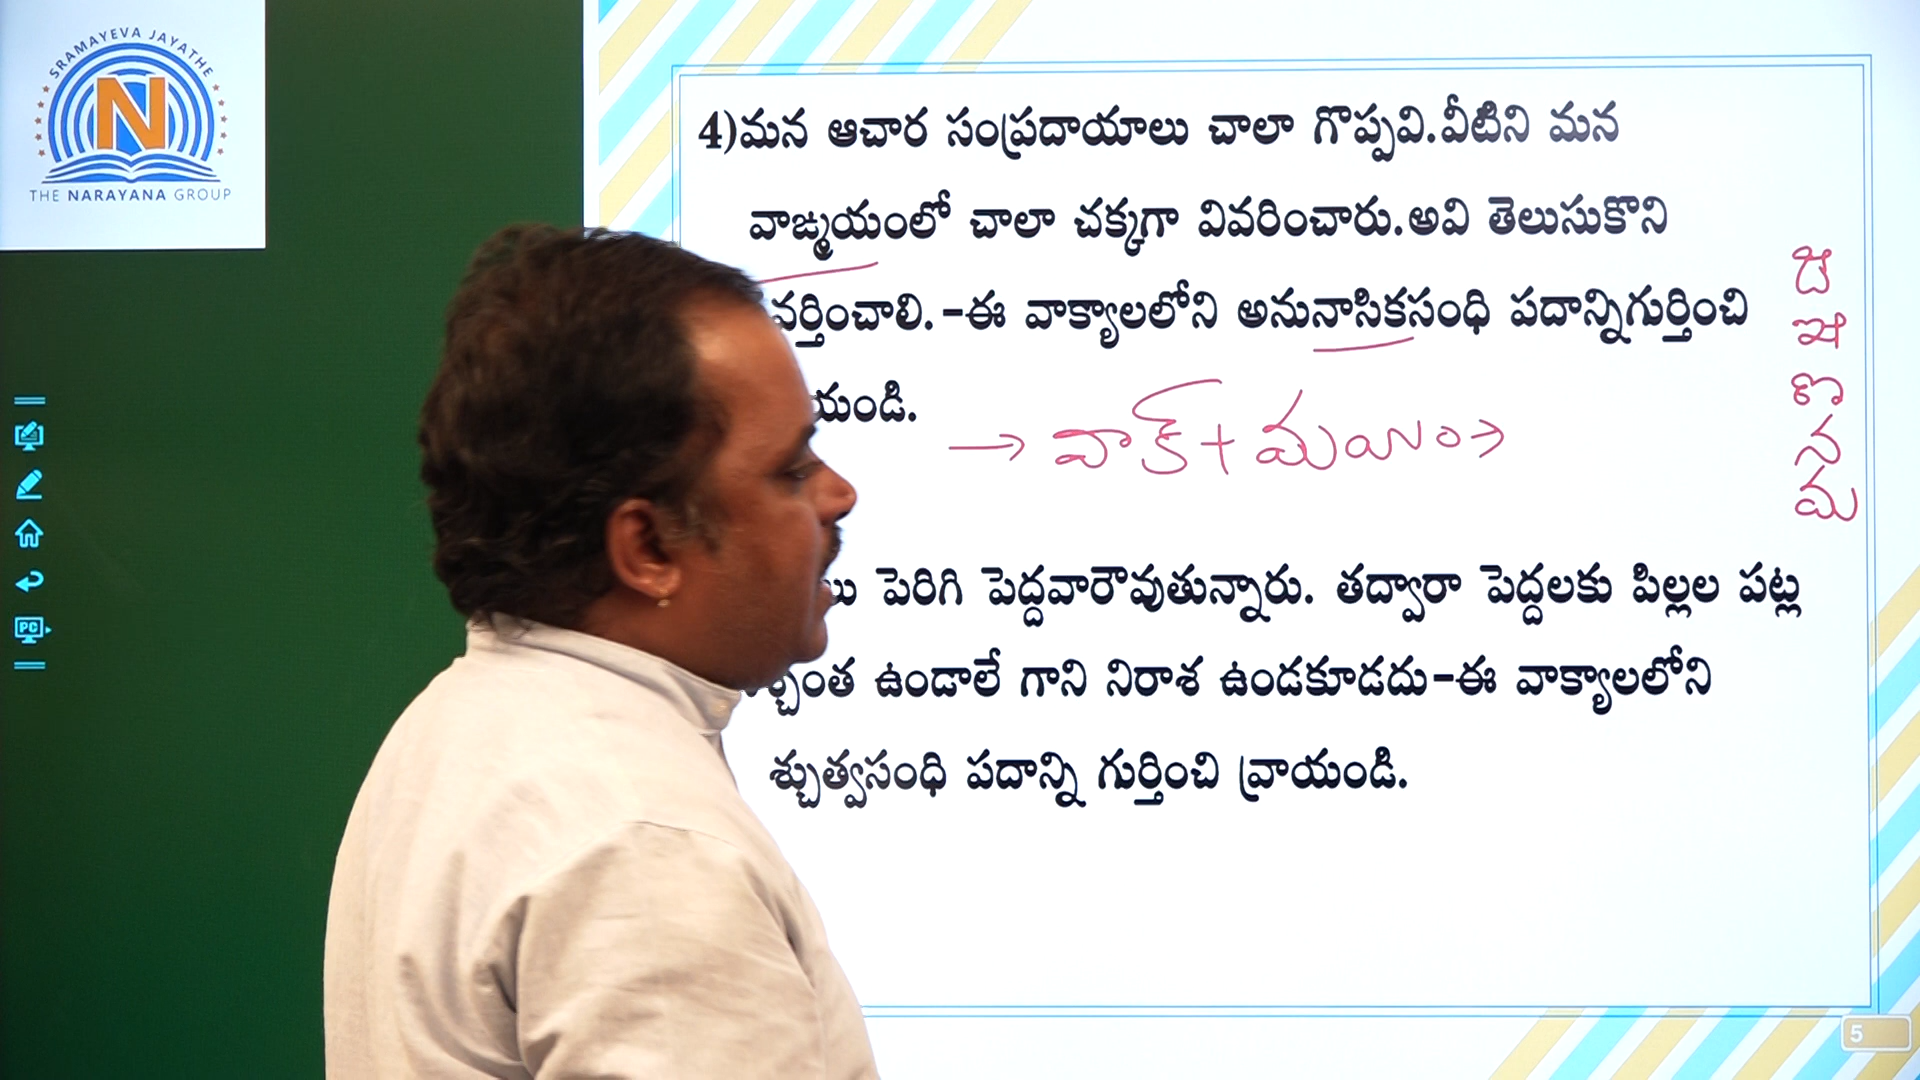 SRAMAYEVA JAYATHE
N
THE NARAYANA GROUP
4)మన ఆచార సంప్రదాయాలు చాలా గొప్పవి.వీటిని మన
వాఙ్మయంలో చాలా చక్కగా వివరించారు.అవి తెలుసుకొని
వర్తించాలి.-ఈ వాక్యాలలోని అనునాసికసంధి పదాన్నిగుర్తించి
యండి.
→ వాక్ + మయం →
ఙ
ఞ
ణ
న
మ
పెరిగి పెద్దవారౌవుతున్నారు. తద్వారా పెద్దలకు పిల్లల పట్ల
ఉండాలే గాని నిరాశ ఉండకూడదు-ఈ వాక్యాలలోని
శ్చుత్వసంధి పదాన్ని గుర్తించి వ్రాయండి.
PC
5